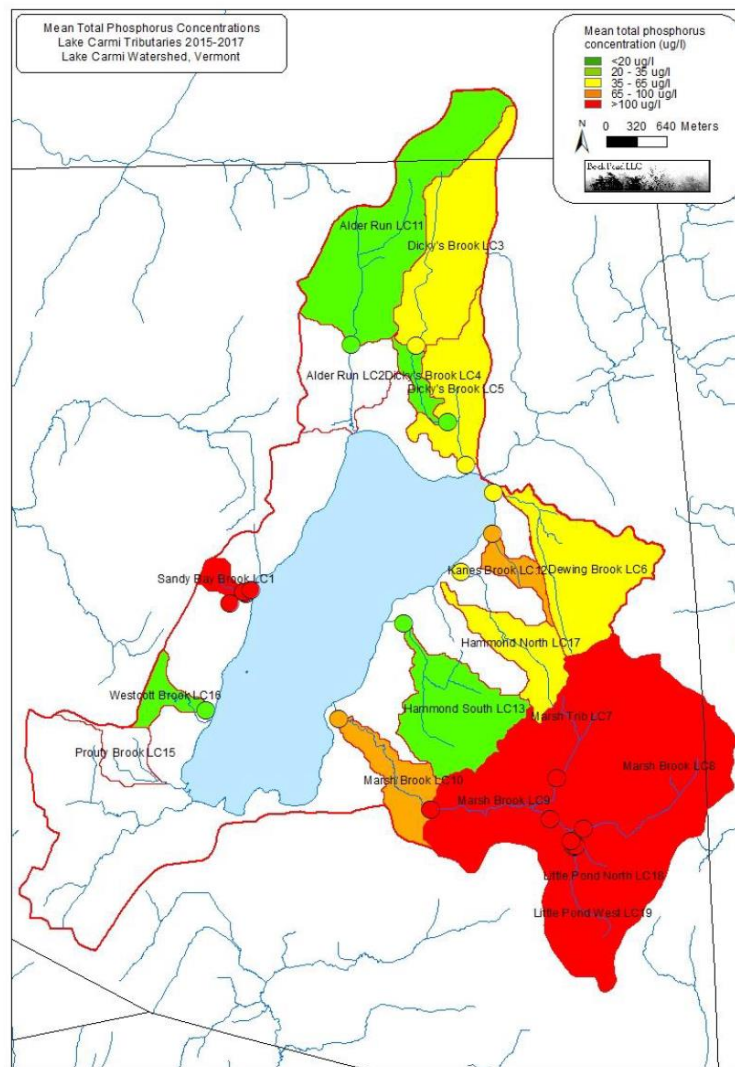 Mean Total Phosphorus Concentrations
Lake Carmi Tributaries 2015-2017
Lake Carmi Watershed, Vermont
Mean total phosphorus
concentration (ug/l)
<20 ug/l
20 - 35 ug/l
35 - 65 ug/l
65 - 100 ug/l
>100 ug/l
N
0 320 640 Meters
Alder Run LC11
Dicky's Brook LC3
Alder Run LC2
Dicky's Brook LC4
Dicky's Brook LC5
Sandy Bay Brook LC1
Kanes Brook LC12
Dewing Brook LC6
Hammond North LC17
Westcott Brook LC16
Hammond South LC13
Marsh Trib LC7
Prouty Brook LC15
Marsh Brook LC10
Marsh Brook LC8
Marsh Brook LC9
Little Pond North LC18
Little Pond West LC19